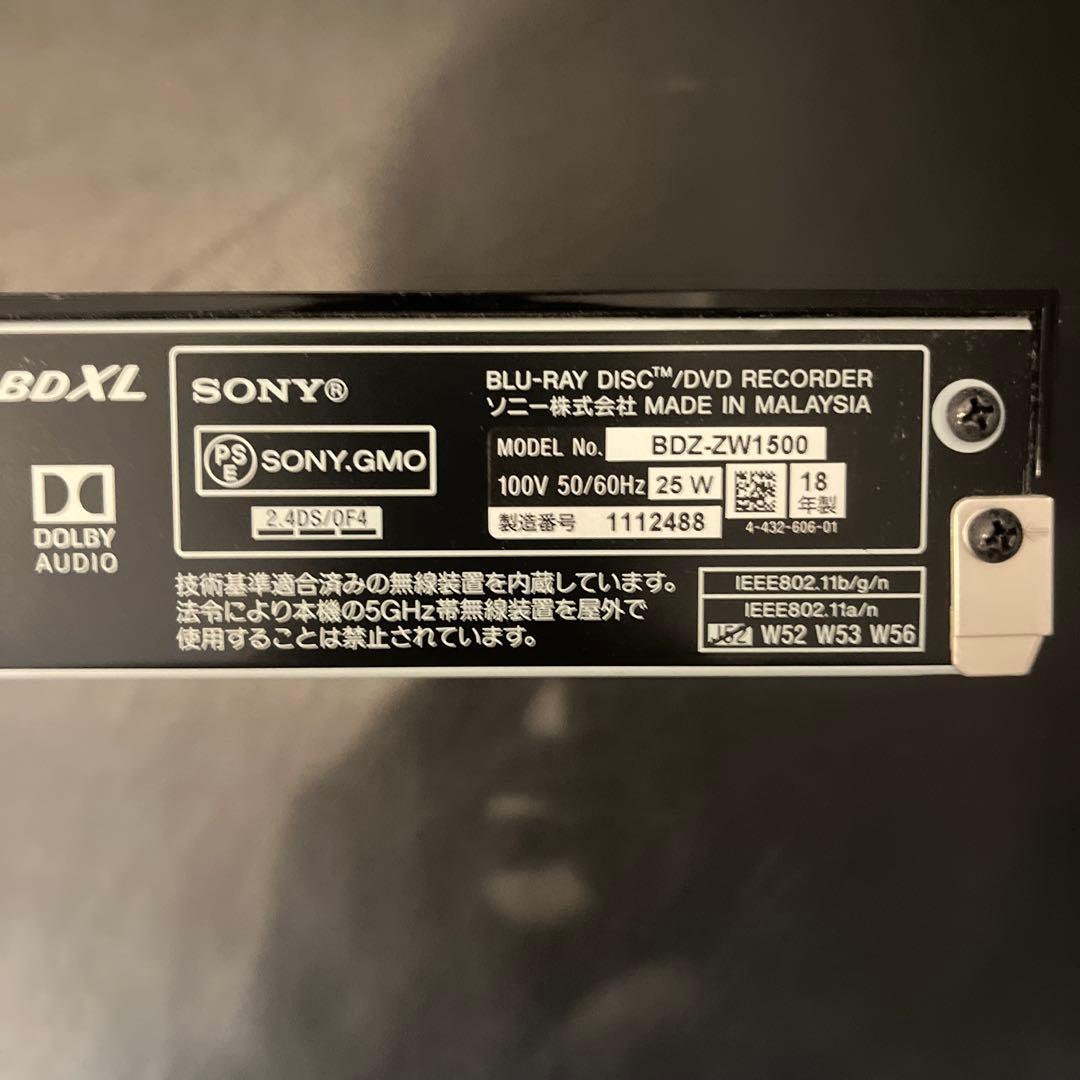 BDXL
DOLBY
AUDIO
SONY®
PS
E
SONY.GMO
2.4DS/OF4
BLU-RAY DISC™/DVD RECORDER
ソニー株式会社 MADE IN MALAYSIA
MODEL No. BDZ-ZW1500
100V 50/60Hz 25 W
18
年製
製造番号 1112488
4-432-606-01
技術基準適合済みの無線装置を内蔵しています。
法令により本機の5GHz帯無線装置を屋外で
使用することは禁止されています。
IEEE802.11b/g/n
IEEE802.11a/n
J52 W52 W53 W56